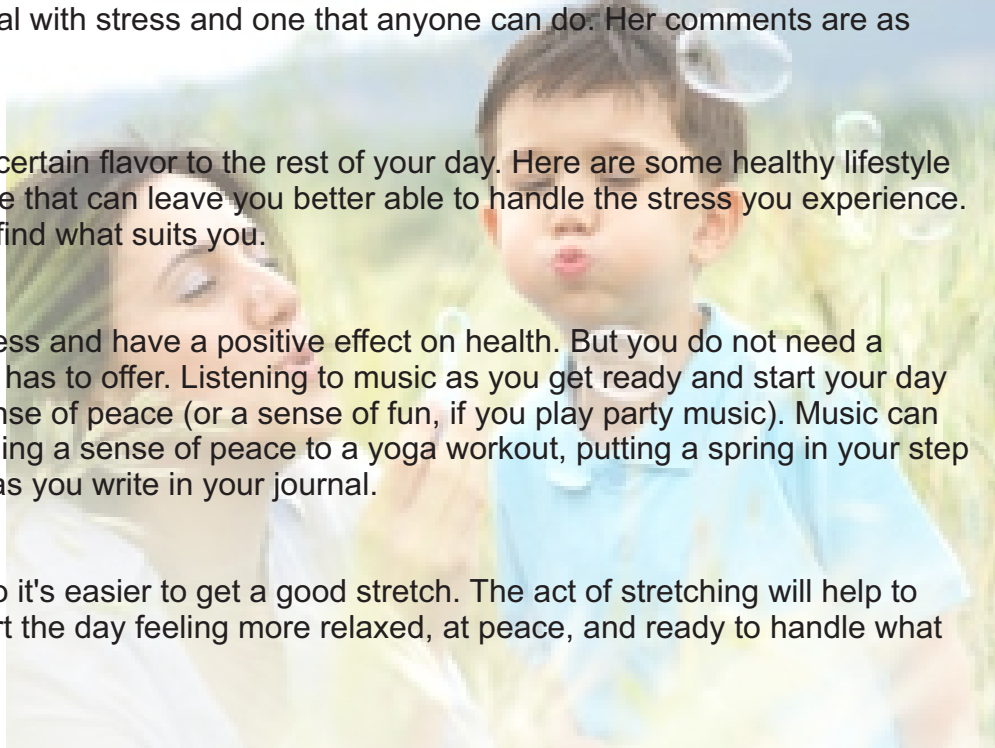 al with stress and one that anyone can do. Her comments are as
certain flavor to the rest of your day. Here are some healthy lifestyle
e that can leave you better able to handle the stress you experience.
find what suits you.
ess and have a positive effect on health. But you do not need a
has to offer. Listening to music as you get ready and start your day
nse of peace (or a sense of fun, if you play party music). Music can
ing a sense of peace to a yoga workout, putting a spring in your step
as you write in your journal.
o it's easier to get a good stretch. The act of stretching will help to
rt the day feeling more relaxed, at peace, and ready to handle what